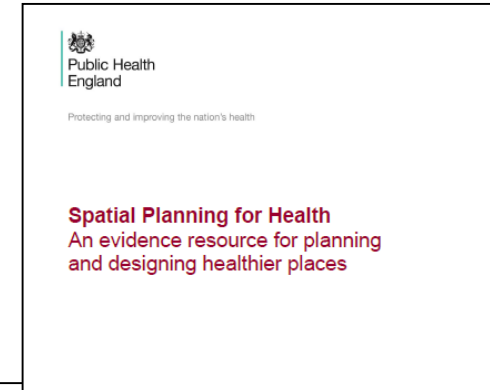 Public Health
England
Protecting and improving the nation's health
Spatial Planning for Health
An evidence resource for planning
and designing healthier places